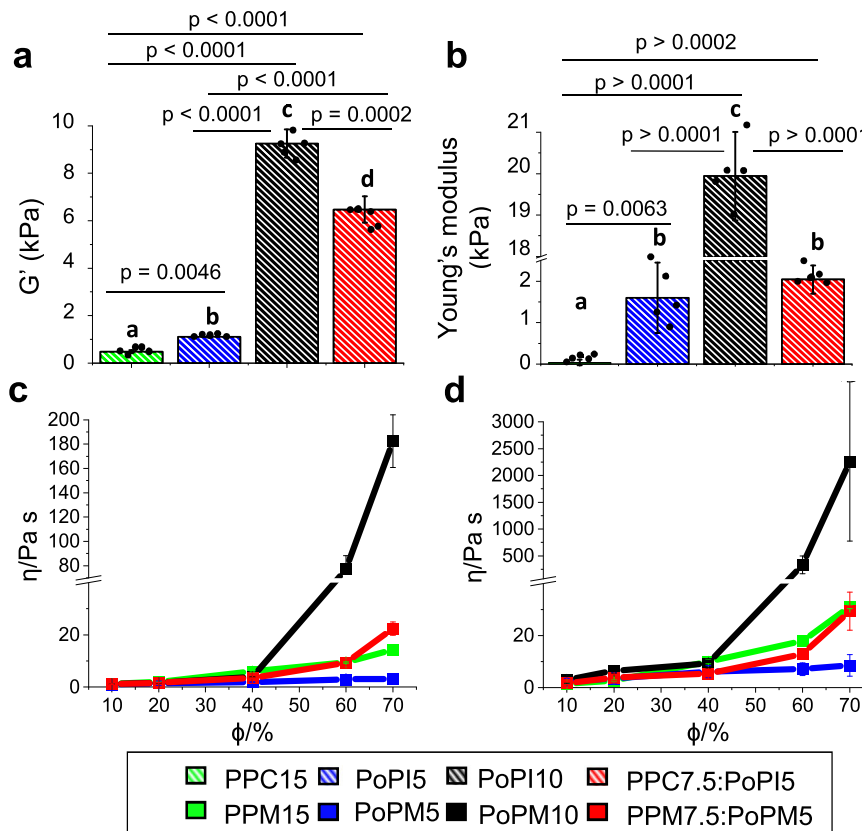 a
p < 0.0001
p < 0.0001
p < 0.0001
p < 0.0001
p = 0.0002
p = 0.0046
a
b
c
d
G' (kPa)
10
8
6
4
2
0
b
p > 0.0002
p > 0.0001
p > 0.0001
p > 0.0001
p = 0.0063
a
b
c
b
Young's modulus
(kPa)
21
20
19
18
2
1
0
c
η/Pa s
200
180
160
140
120
100
80
20
0
10 20 30 40 50 60 70
ϕ/%
d
η/Pa s
3000
2500
2000
1500
1000
500
40
20
0
10 20 30 40 50 60 70
ϕ/%
PPC15 PoPI5 PoPI10 PPC7.5:PoPI5
PPM15 PoPM5 PoPM10 PPM7.5:PoPM5